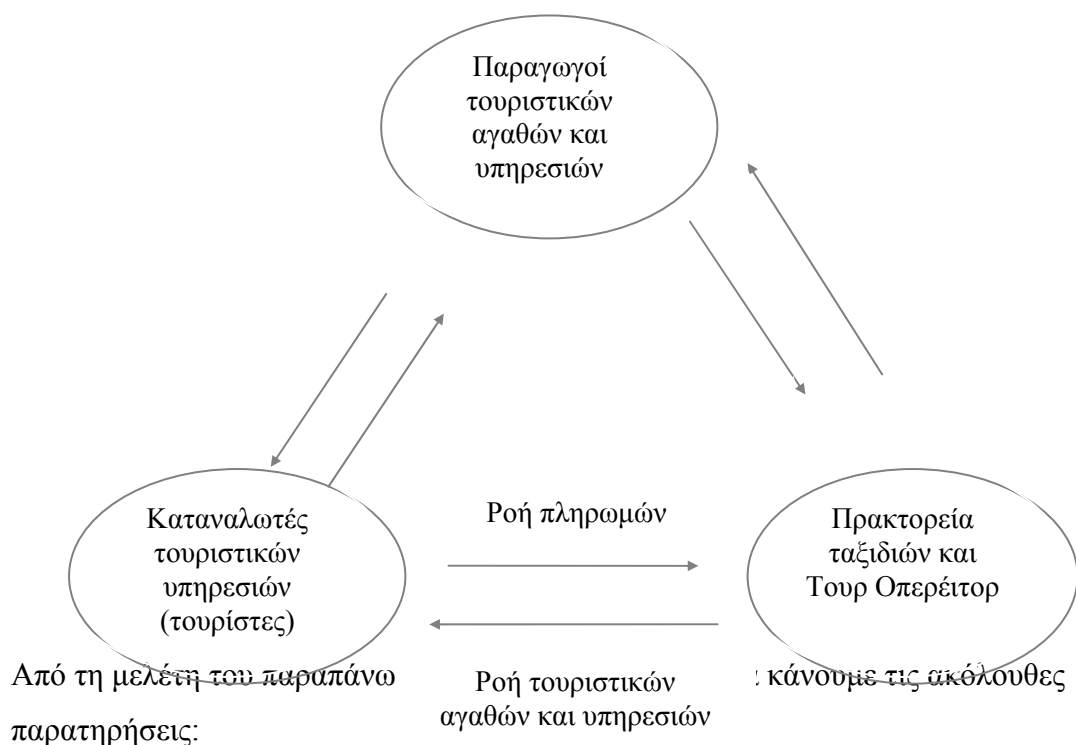 Παραγωγοί
τουριστικών
αγαθών και
υπηρεσιών
Καταναλωτές
τουριστικών
υπηρεσιών
(τουρίστες)
Ροή πληρωμών
Πρακτορεία
ταξιδιών και
Τουρ Οπερέιτορ
Από τη μελέτη του παραπάνω κάνουμε τις ακόλουθες
παρατηρήσεις:
Ροή τουριστικών
αγαθών και υπηρεσιών